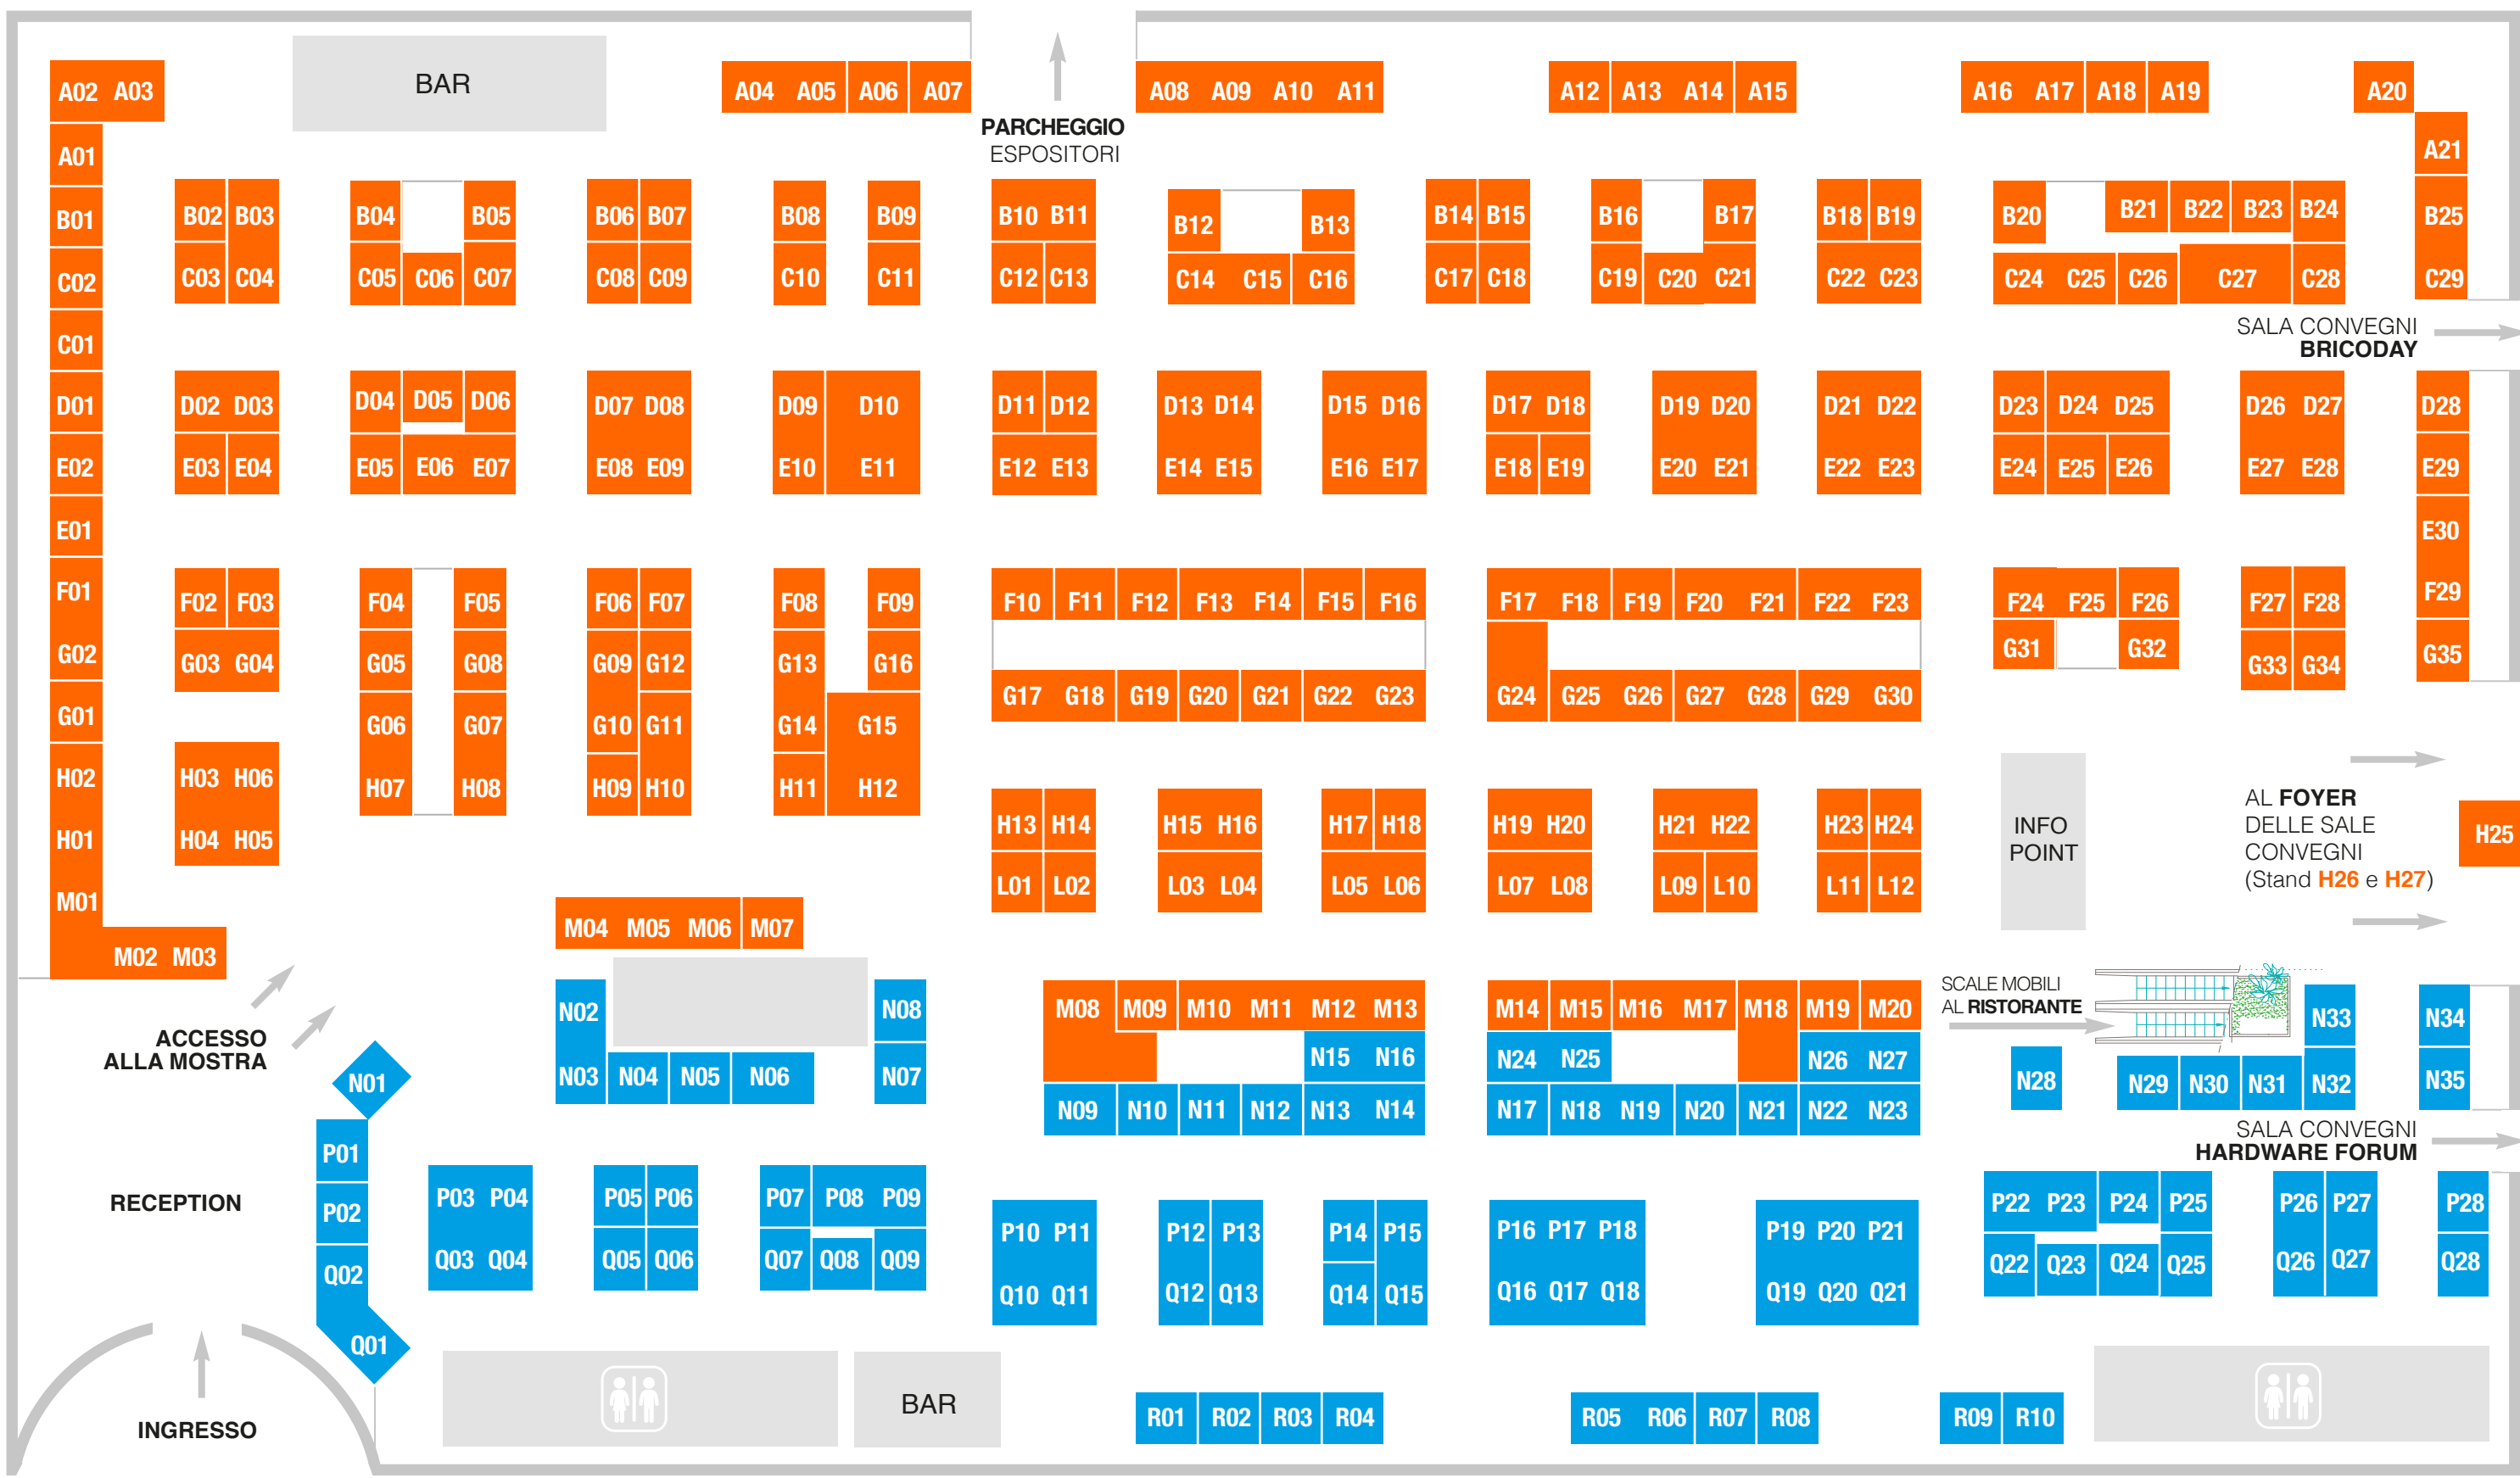 BAR
A02 A03
A04 A05 A06 A07
A08 A09 A10 A11
A12 A13 A14 A15
A16 A17 A18 A19
A20
PARCHEGGIO
ESPOSITORI
A01
A21
B01
B02 B03
B04 B05
B06 B07
B08
B09
B10 B11
B12 B13
B14 B15
B16 B17
B18 B19
B20 B21 B22 B23 B24
B25
C02
C03 C04
C05 C06 C07
C08 C09
C10
C11
C12 C13
C14 C15 C16
C17 C18
C19 C20 C21
C22 C23
C24 C25 C26 C27 C28
C29
C01
SALA CONVEGNI
BRICODAY
D01
D02 D03
D04 D05 D06
D07 D08
D09 D10
D11 D12
D13 D14
D15 D16
D17 D18
D19 D20
D21 D22
D23 D24 D25
D26 D27
D28
E02
E03 E04
E05 E06 E07
E08 E09
E10 E11
E12 E13
E14 E15
E16 E17
E18 E19
E20 E21
E22 E23
E24 E25 E26
E27 E28
E29
E01
E30
F01
F02 F03
F04 F05
F06 F07
F08 F09
F10 F11 F12 F13 F14 F15 F16
F17 F18 F19 F20 F21 F22 F23
F24 F25 F26
F27 F28
F29
G02
G03 G04
G05 G08
G09 G12
G13 G16
G31 G32
G33 G34
G35
G01
G06 G07
G10 G11
G14 G15
G17 G18 G19 G20 G21 G22 G23
G24 G25 G26 G27 G28 G29 G30
H02
H03 H06
H07 H08
H09 H10
H11 H12
H01
H04 H05
H13 H14
H15 H16
H17 H18
H19 H20
H21 H22
H23 H24
INFO
POINT
AL FOYER
DELLE SALE
CONVEGNI
(Stand H26 e H27)
H25
L01 L02
L03 L04
L05 L06
L07 L08
L09 L10
L11 L12
M01
M02 M03
M04 M05 M06 M07
M08 M09 M10 M11 M12 M13
M14 M15 M16 M17 M18 M19 M20
SCALE MOBILI
AL RISTORANTE
ACCESSO
ALLA MOSTRA
N02
N08
N33
N34
N15 N16
N24 N25
N26 N27
N01
N03 N04 N05 N06
N07
N28
N29 N30 N31 N32
N35
N09 N10 N11 N12 N13 N14
N17 N18 N19 N20 N21 N22 N23
SALA CONVEGNI
HARDWARE FORUM
RECEPTION
P01
P02
P03 P04
P05 P06
P07 P08 P09
P10 P11
P12 P13
P14 P15
P16 P17 P18
P19 P20 P21
P22 P23 P24 P25
P26 P27
P28
Q02
Q03 Q04
Q05 Q06
Q07 Q08 Q09
Q10 Q11
Q12 Q13
Q14 Q15
Q16 Q17 Q18
Q19 Q20 Q21
Q22 Q23 Q24 Q25
Q26 Q27
Q28
Q01
INGRESSO
BAR
R01 R02 R03 R04
R05 R06 R07 R08
R09 R10